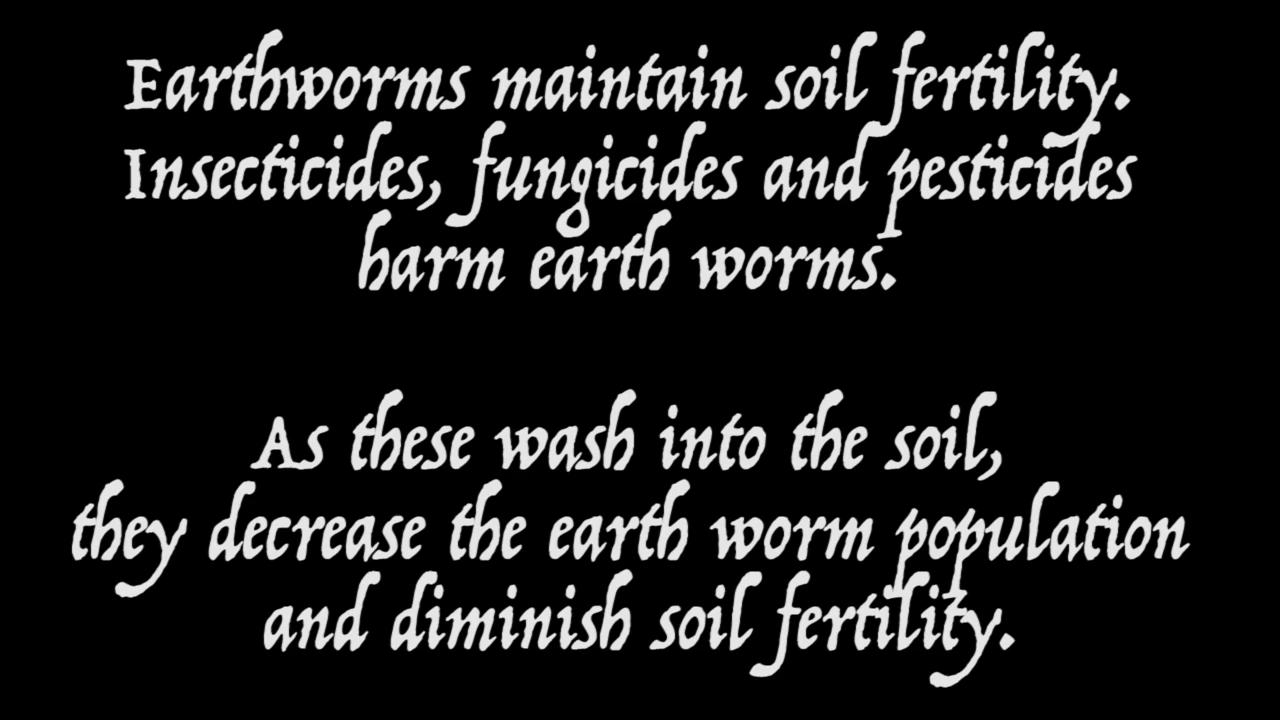 Earthworms maintain soil fertility.
Insecticides, fungicides and pesticides
harm earth worms.
As these wash into the soil,
they decrease the earth worm population
and diminish soil fertility.